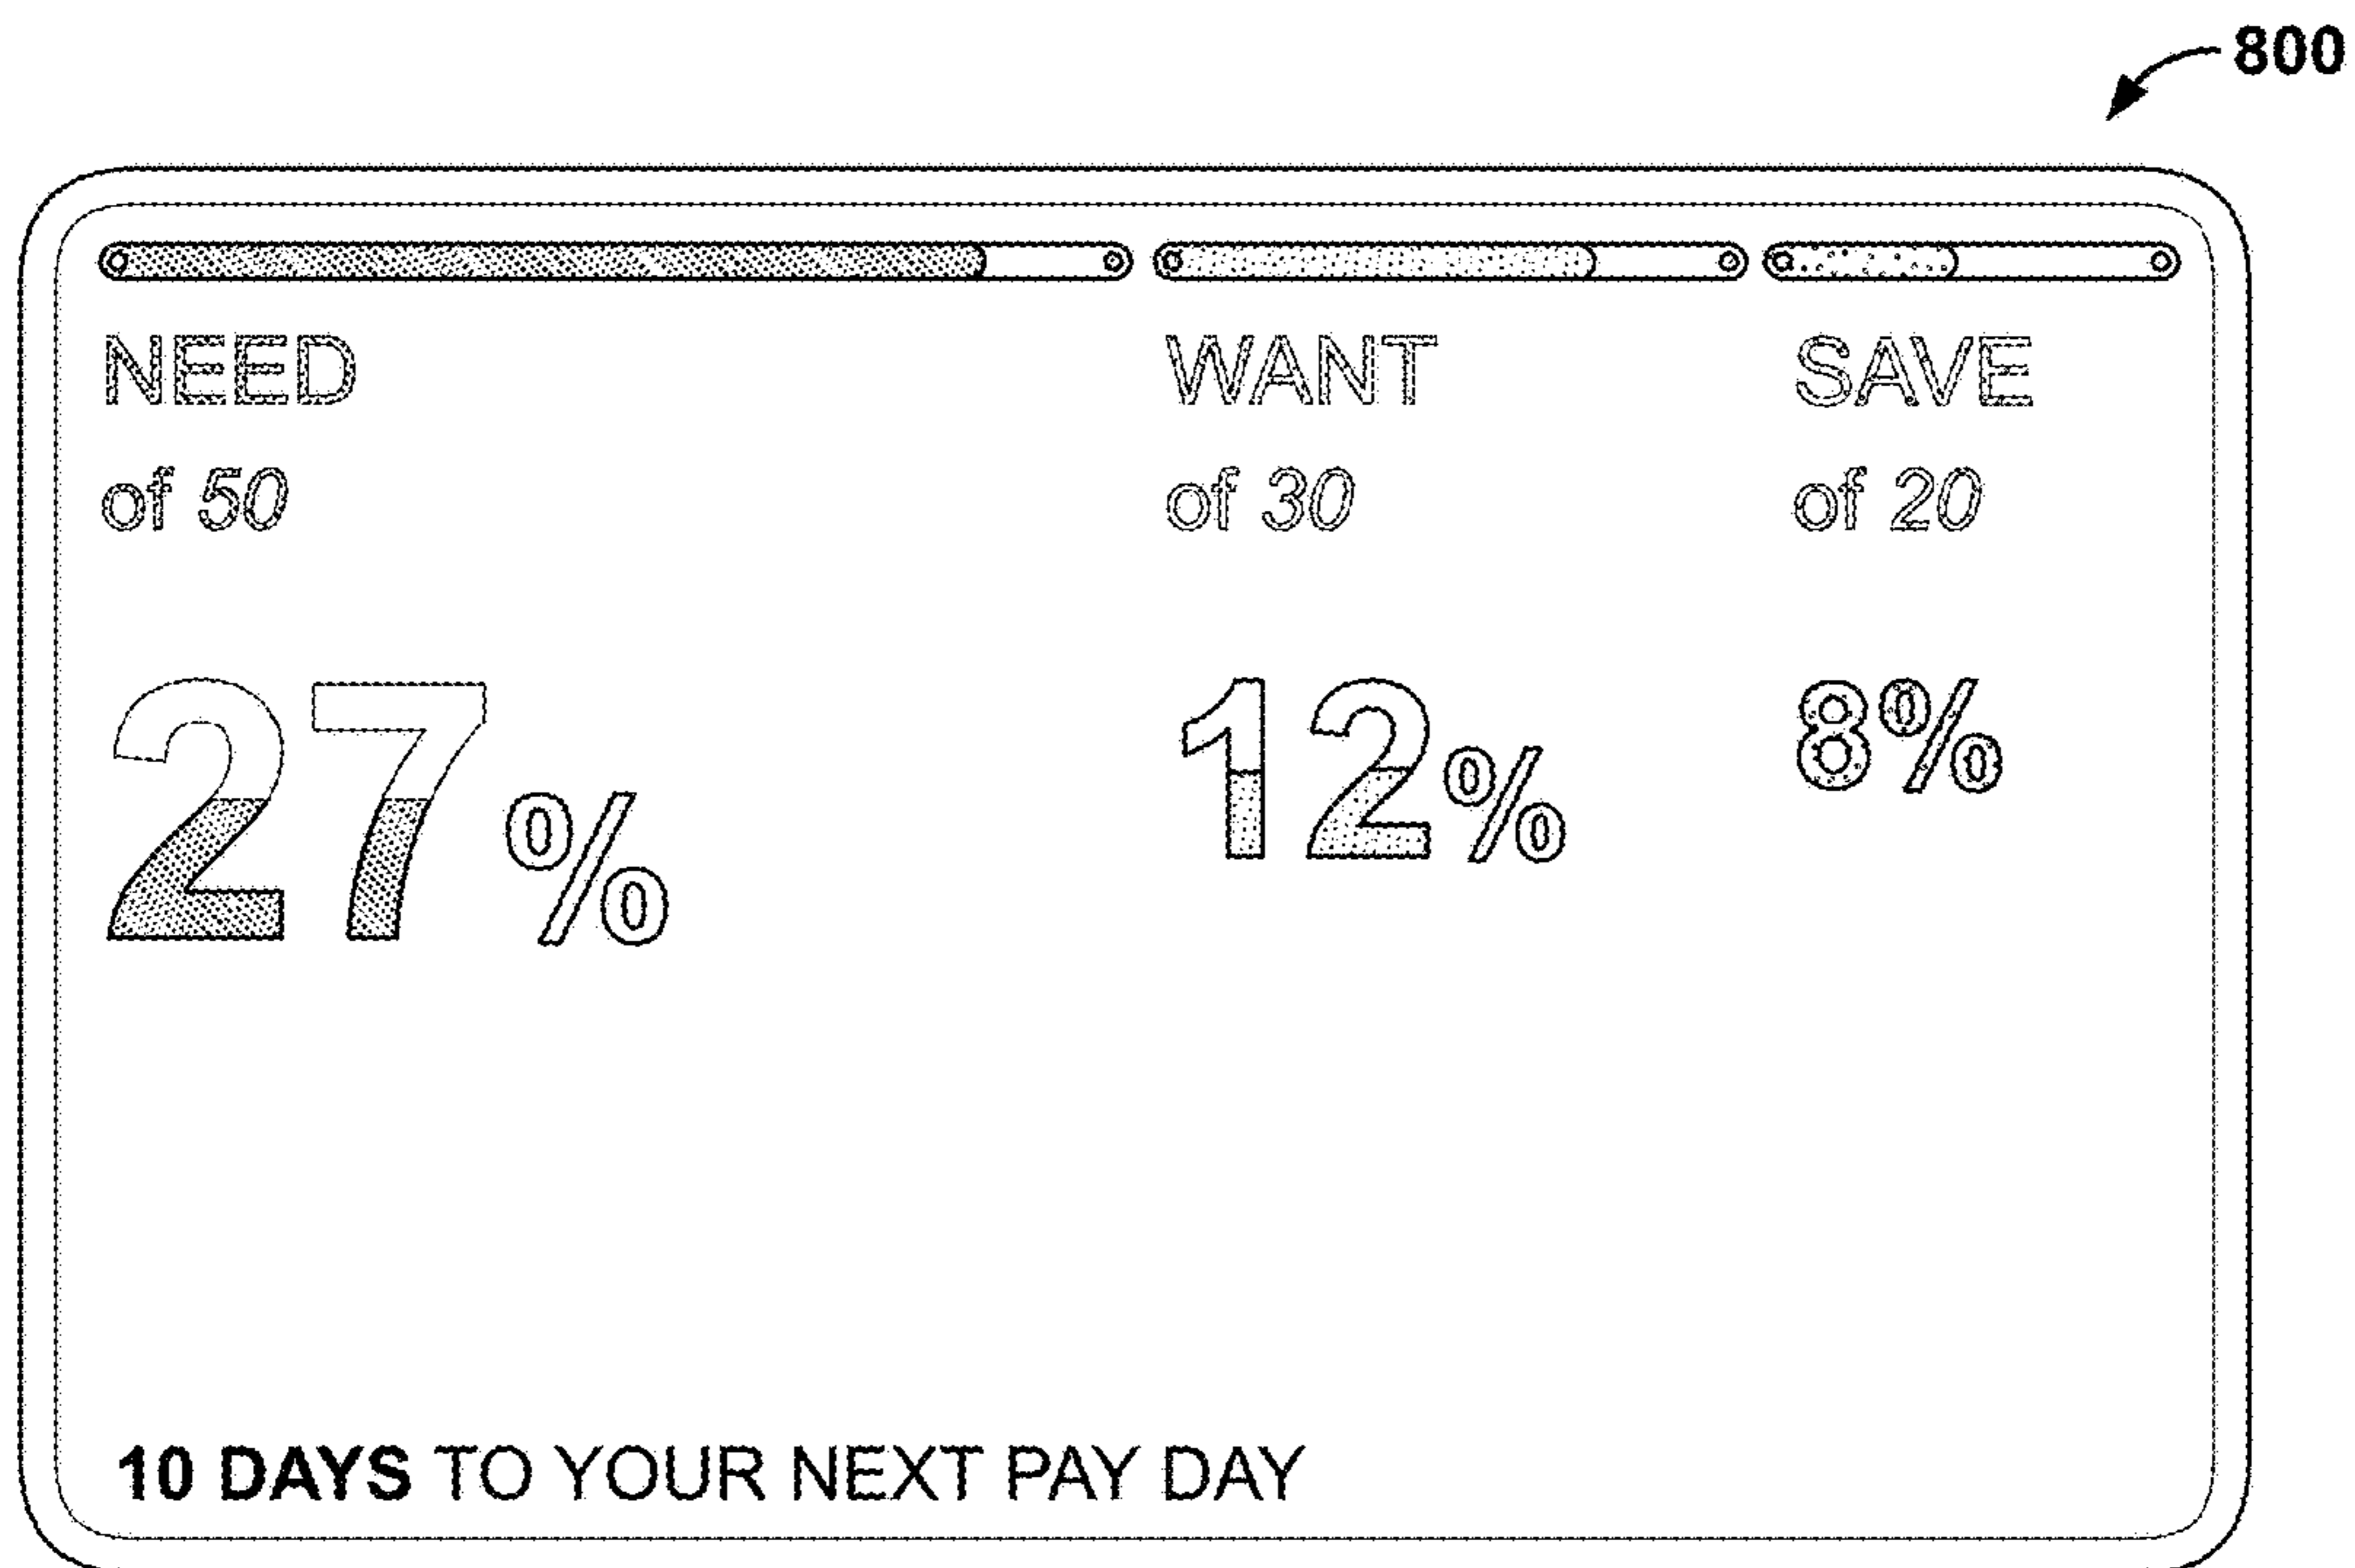 800
NEED WANT SAVE
of 50 of 30 of 20
27% 12% 8%
10 DAYS TO YOUR NEXT PAY DAY